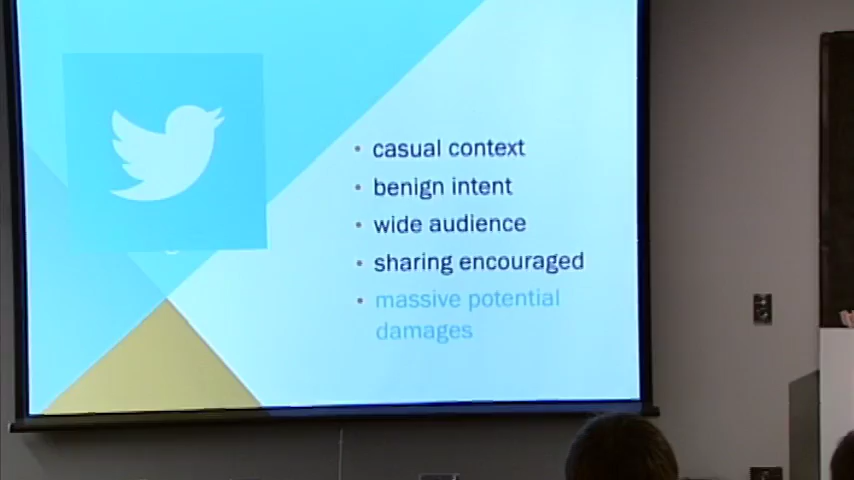 • casual context
• benign intent
• wide audience
• sharing encouraged
• massive potential
damages